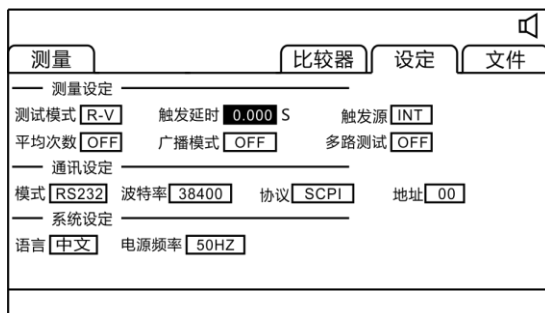 测量 比较器 设定 文件
测量设定
测试模式 R-V 触发延时 0.000 S 触发源 INT
平均次数 OFF 广播模式 OFF 多路测试 OFF
通讯设定
模式 RS232 波特率 38400 协议 SCPI 地址 00
系统设定
语言 中文 电源频率 50HZ